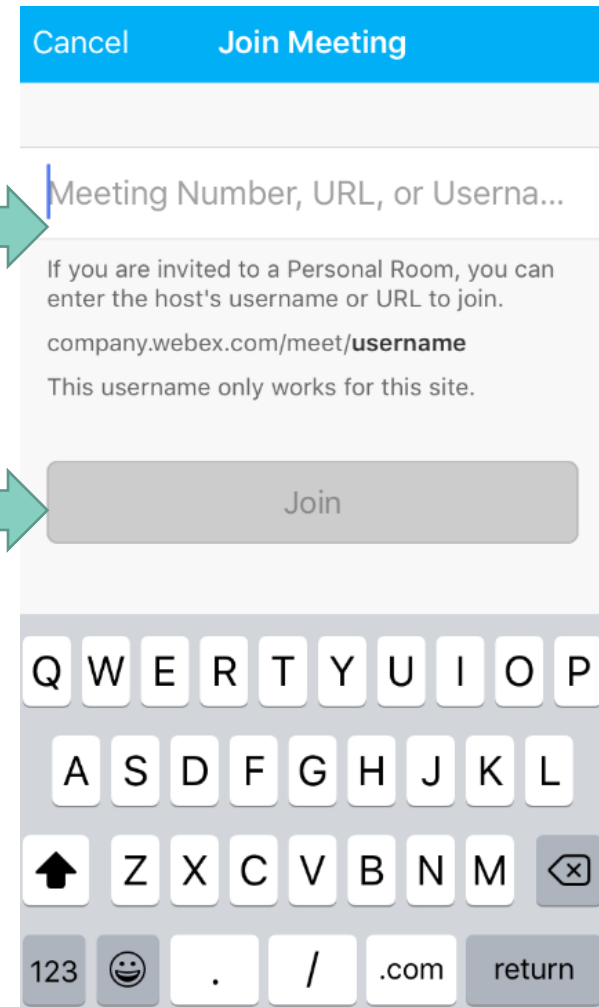 Cancel Join Meeting
Meeting Number, URL, or Userna...
If you are invited to a Personal Room, you can
enter the host's username or URL to join.
company.webex.com/meet/username
This username only works for this site.
Join
Q W E R T Y U I O P
A S D F G H J K L
Z X C V B N M
123 . / .com return